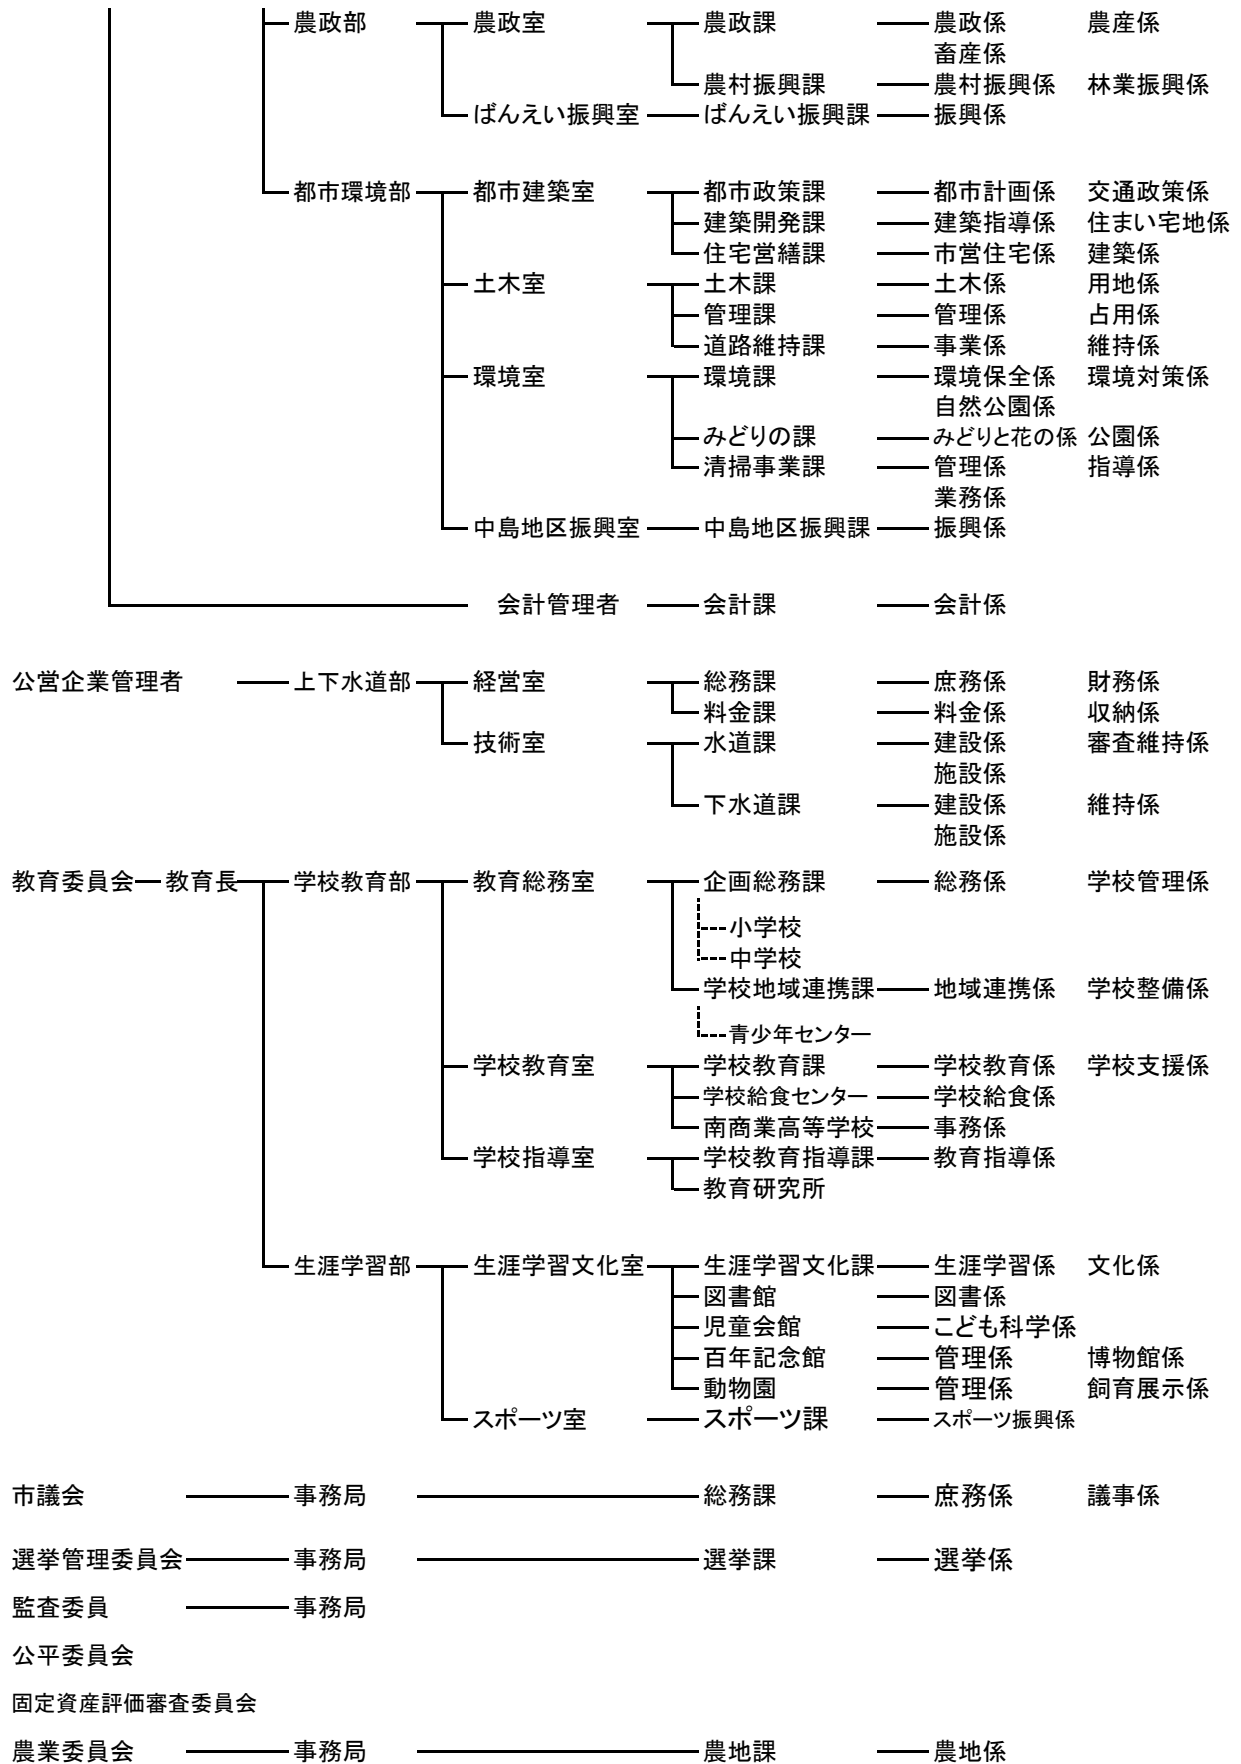 農政部 農政室 農政課 農政係 農産係
畜産係
農村振興課 農村振興係 林業振興係
ばんえい振興室 ばんえい振興課 振興係
都市環境部 都市建築室 都市政策課 都市計画係 交通政策係
建築開発課 建築指導係 住まい宅地係
住宅営繕課 市営住宅係 建築係
土木室 土木課 土木係 用地係
管理課 管理係 占用係
道路維持課 事業係 維持係
環境室 環境課 環境保全係 環境対策係
自然公園係
みどりの課 みどりと花の係 公園係
清掃事業課 管理係 指導係
業務係
中島地区振興室 中島地区振興課 振興係
会計管理者 会計課 会計係
公営企業管理者 上下水道部 経営室 総務課 庶務係 財務係
料金課 料金係 収納係
技術室 水道課 建設係 審査維持係
施設係
下水道課 建設係 維持係
施設係
教育委員会 教育長 学校教育部 教育総務室 企画総務課 総務係 学校管理係
小学校
中学校
学校地域連携課 地域連携係 学校整備係
青少年センター
学校教育室 学校教育課 学校教育係 学校支援係
学校給食センター 学校給食係
南商業高等学校 事務係
学校指導室 学校教育指導課 教育指導係
教育研究所
生涯学習部 生涯学習文化室 生涯学習文化課 生涯学習係 文化係
図書館 図書係
児童会館 こども科学係
百年記念館 管理係 博物館係
動物園 管理係 飼育展示係
スポーツ室 スポーツ課 スポーツ振興係
市議会 事務局 総務課 庶務係 議事係
選挙管理委員会 事務局 選挙課 選挙係
監査委員 事務局
公平委員会
固定資産評価審査委員会
農業委員会 事務局 農地課 農地係